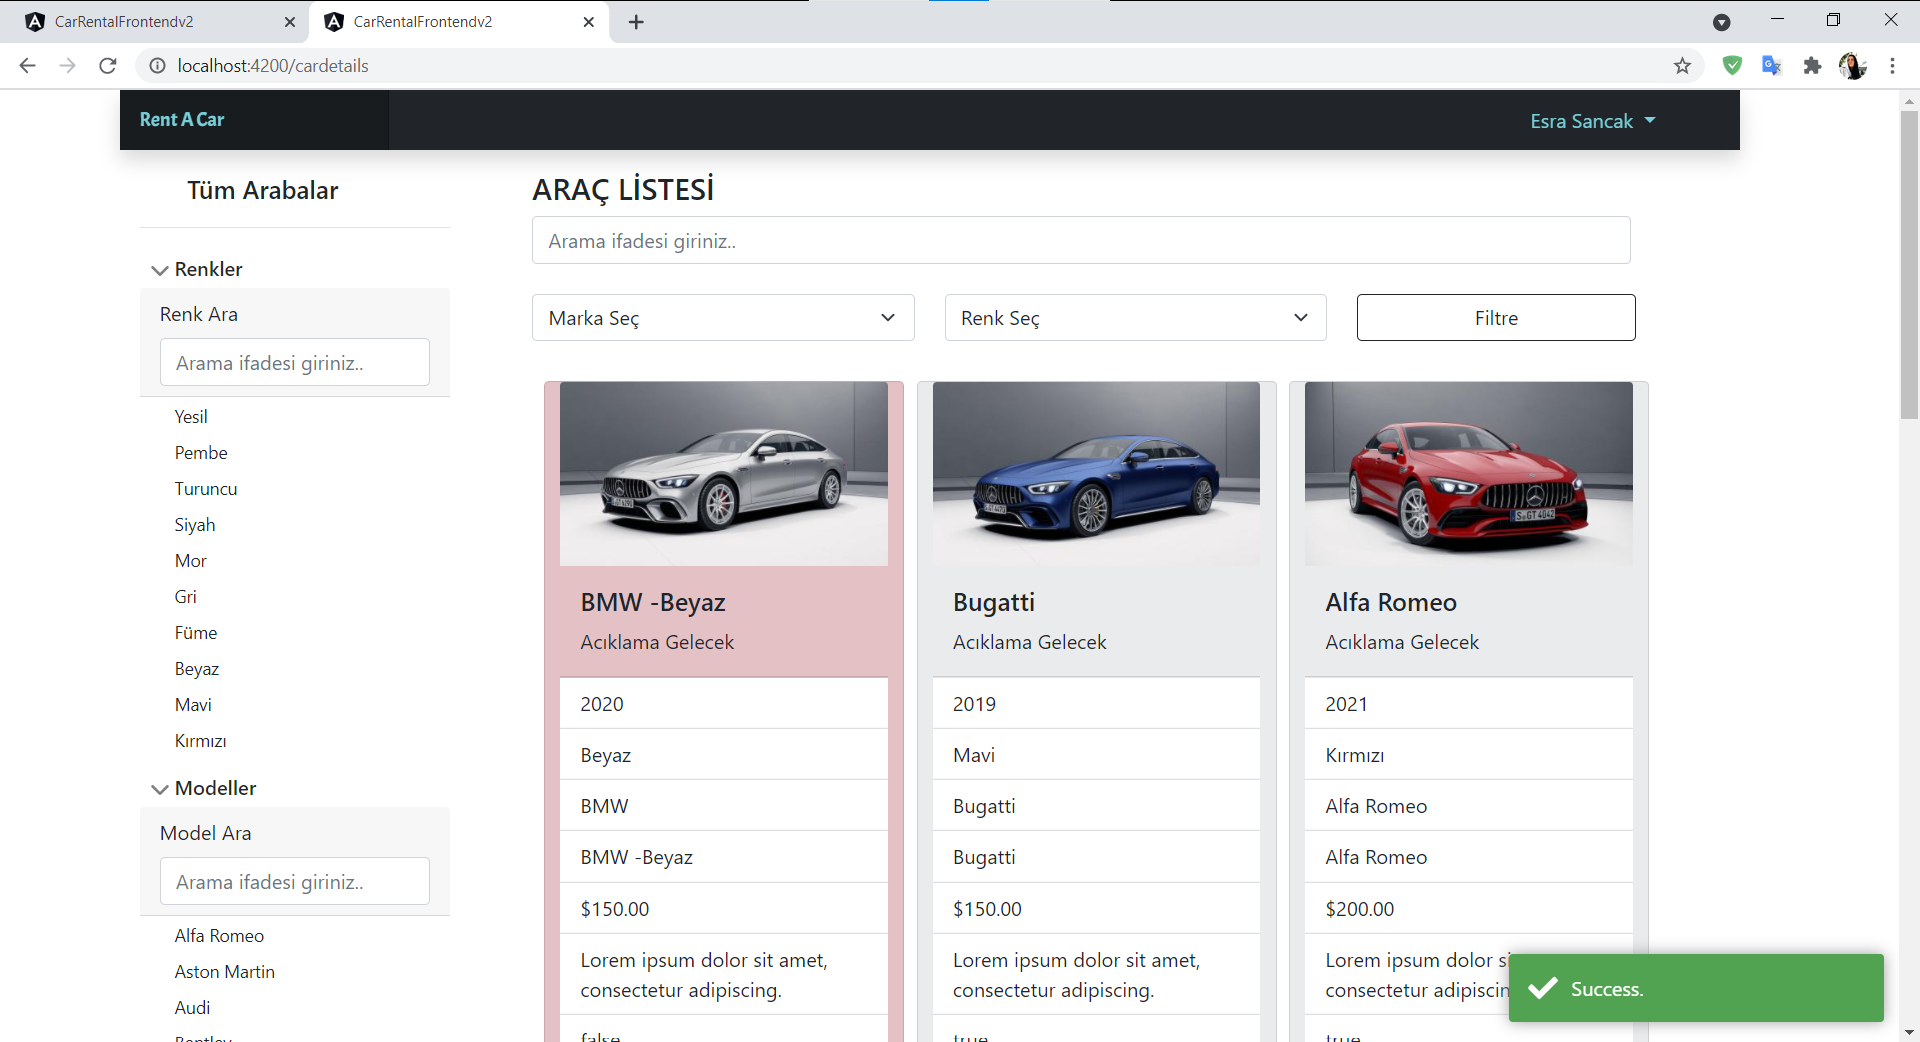 CarRentalFrontendv2
CarRentalFrontendv2
localhost:4200/cardetails
Rent A Car
Esra Sancak
Tüm Arabalar
Renkler
Renk Ara
Arama ifadesi giriniz..
Yesil
Pembe
Turuncu
Siyah
Mor
Gri
Füme
Beyaz
Mavi
Kırmızı
Modeller
Model Ara
Arama ifadesi giriniz..
Alfa Romeo
Aston Martin
Audi
Bentley
ARAÇ LİSTESİ
Arama ifadesi giriniz..
Marka Seç
Renk Seç
Filtre
BMW -Beyaz
Acıklama Gelecek
2020
Beyaz
BMW
BMW -Beyaz
$150.00
Lorem ipsum dolor sit amet,
consectetur adipiscing.
false
Bugatti
Acıklama Gelecek
2019
Mavi
Bugatti
Bugatti
$150.00
Lorem ipsum dolor sit amet,
consectetur adipiscing.
true
S-GT 4042
Alfa Romeo
Acıklama Gelecek
2021
Kırmızı
Alfa Romeo
Alfa Romeo
$200.00
Lorem ipsum dolor
consectetur
true
Success.